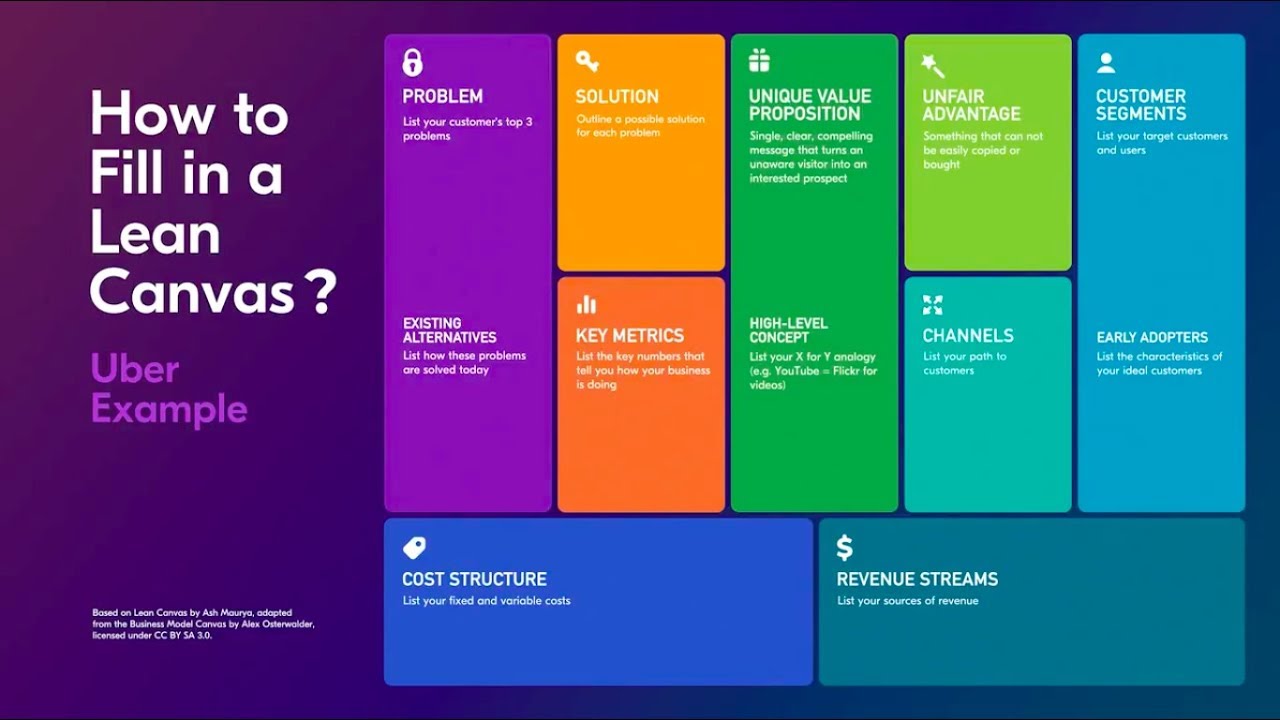 How to
Fill in a
Lean
Canvas ?
Uber
Example
Based on Lean Canvas by Ash Maurya, adapted
from the Business Model Canvas by Alex Osterwalder,
licensed under CC BY SA 3.0.
PROBLEM
List your customer's top 3
problems
EXISTING
ALTERNATIVES
List how these problems
are solved today
SOLUTION
Outline a possible solution
for each problem
KEY METRICS
List the key numbers that
tell you how your business
is doing
UNIQUE VALUE
PROPOSITION
Single, clear, compelling
message that turns an
unaware visitor into an
interested prospect
HIGH-LEVEL
CONCEPT
List your X for Y analogy
(e.g. YouTube = Flickr for
videos)
UNFAIR
ADVANTAGE
Something that can not
be easily copied or
bought
CHANNELS
List your path to
customers
CUSTOMER
SEGMENTS
List your target customers
and users
EARLY ADOPTERS
List the characteristics of
your ideal customers
COST STRUCTURE
List your fixed and variable costs
$
REVENUE STREAMS
List your sources of revenue